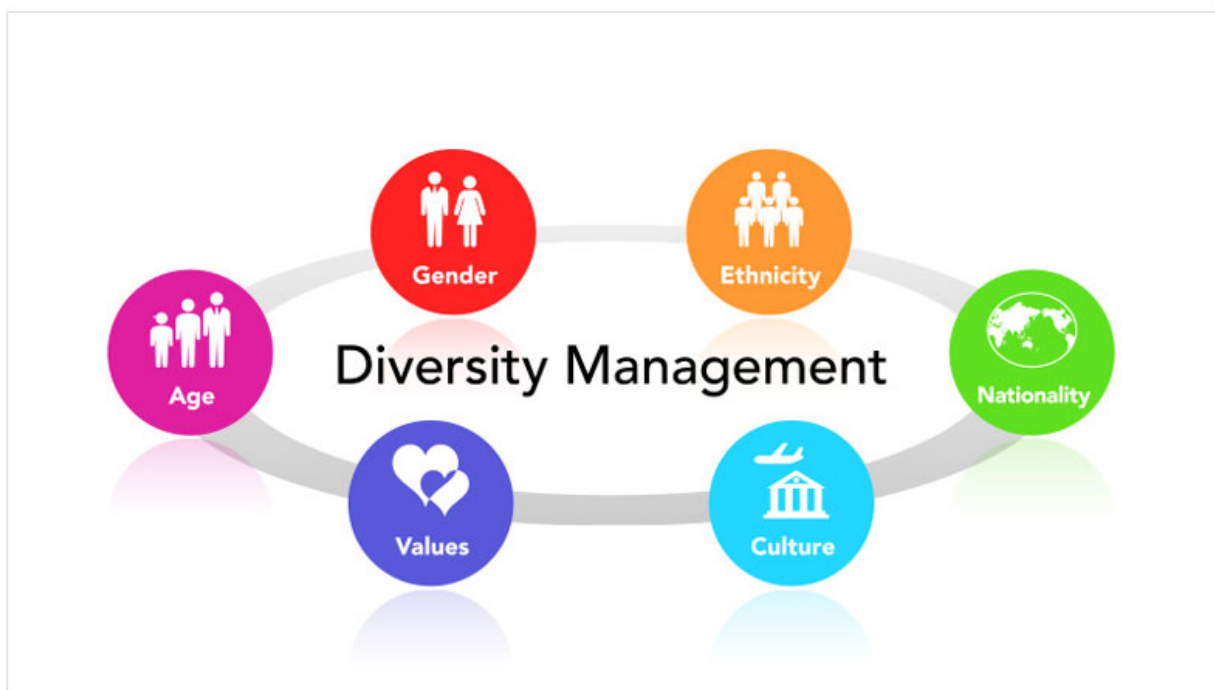 Gender
Ethnicity
Age
Diversity Management
Nationality
Values
Culture